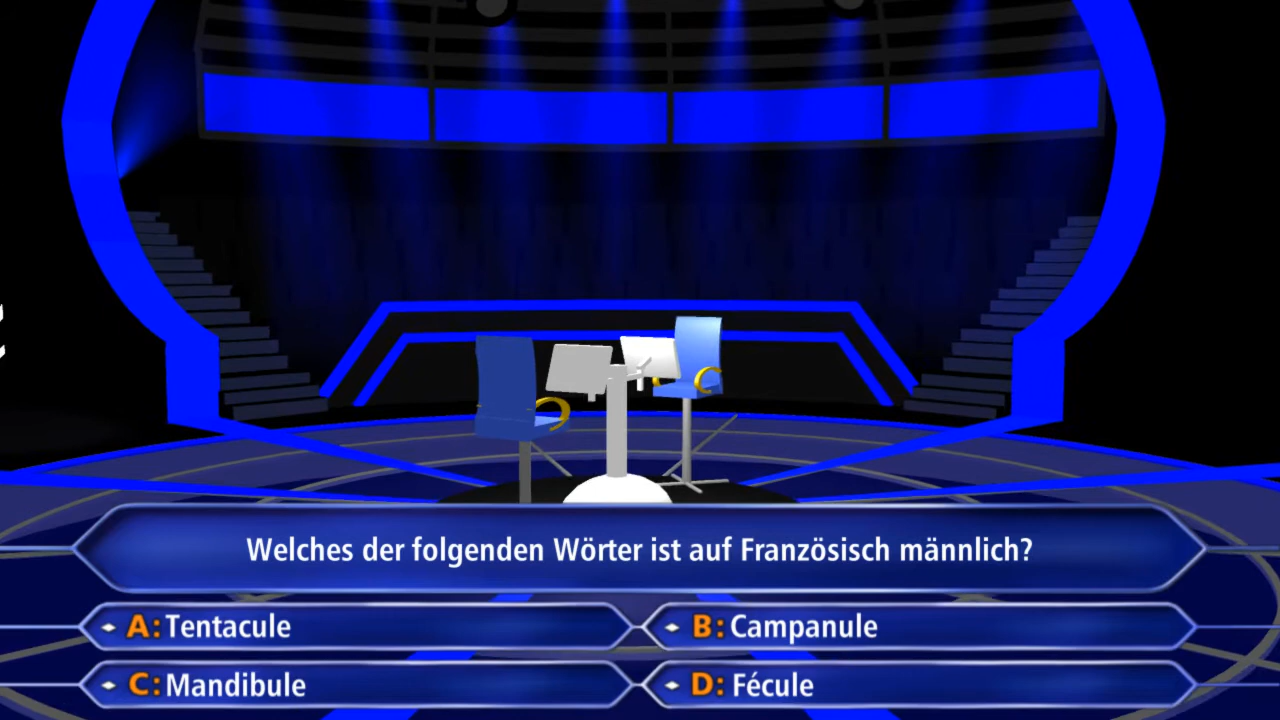 Welches der folgenden Wörter ist auf Französisch männlich?
A: Tentacule
B: Campanule
C: Mandibule
D: Fécule